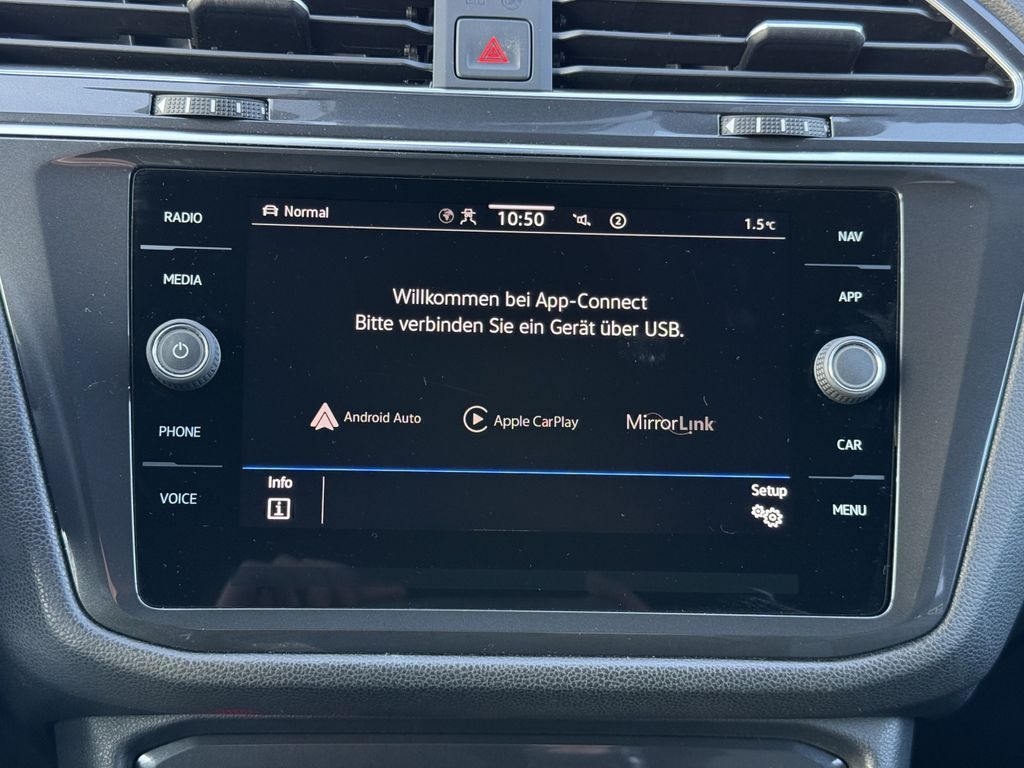 RADIO
MEDIA
PHONE
VOICE
Normal
10:50
2
1.5°C
Willkommen bei App-Connect
Bitte verbinden Sie ein Gerät über USB.
Android Auto
Apple CarPlay
MirrorLink
Info
i
Setup
NAV
APP
CAR
MENU